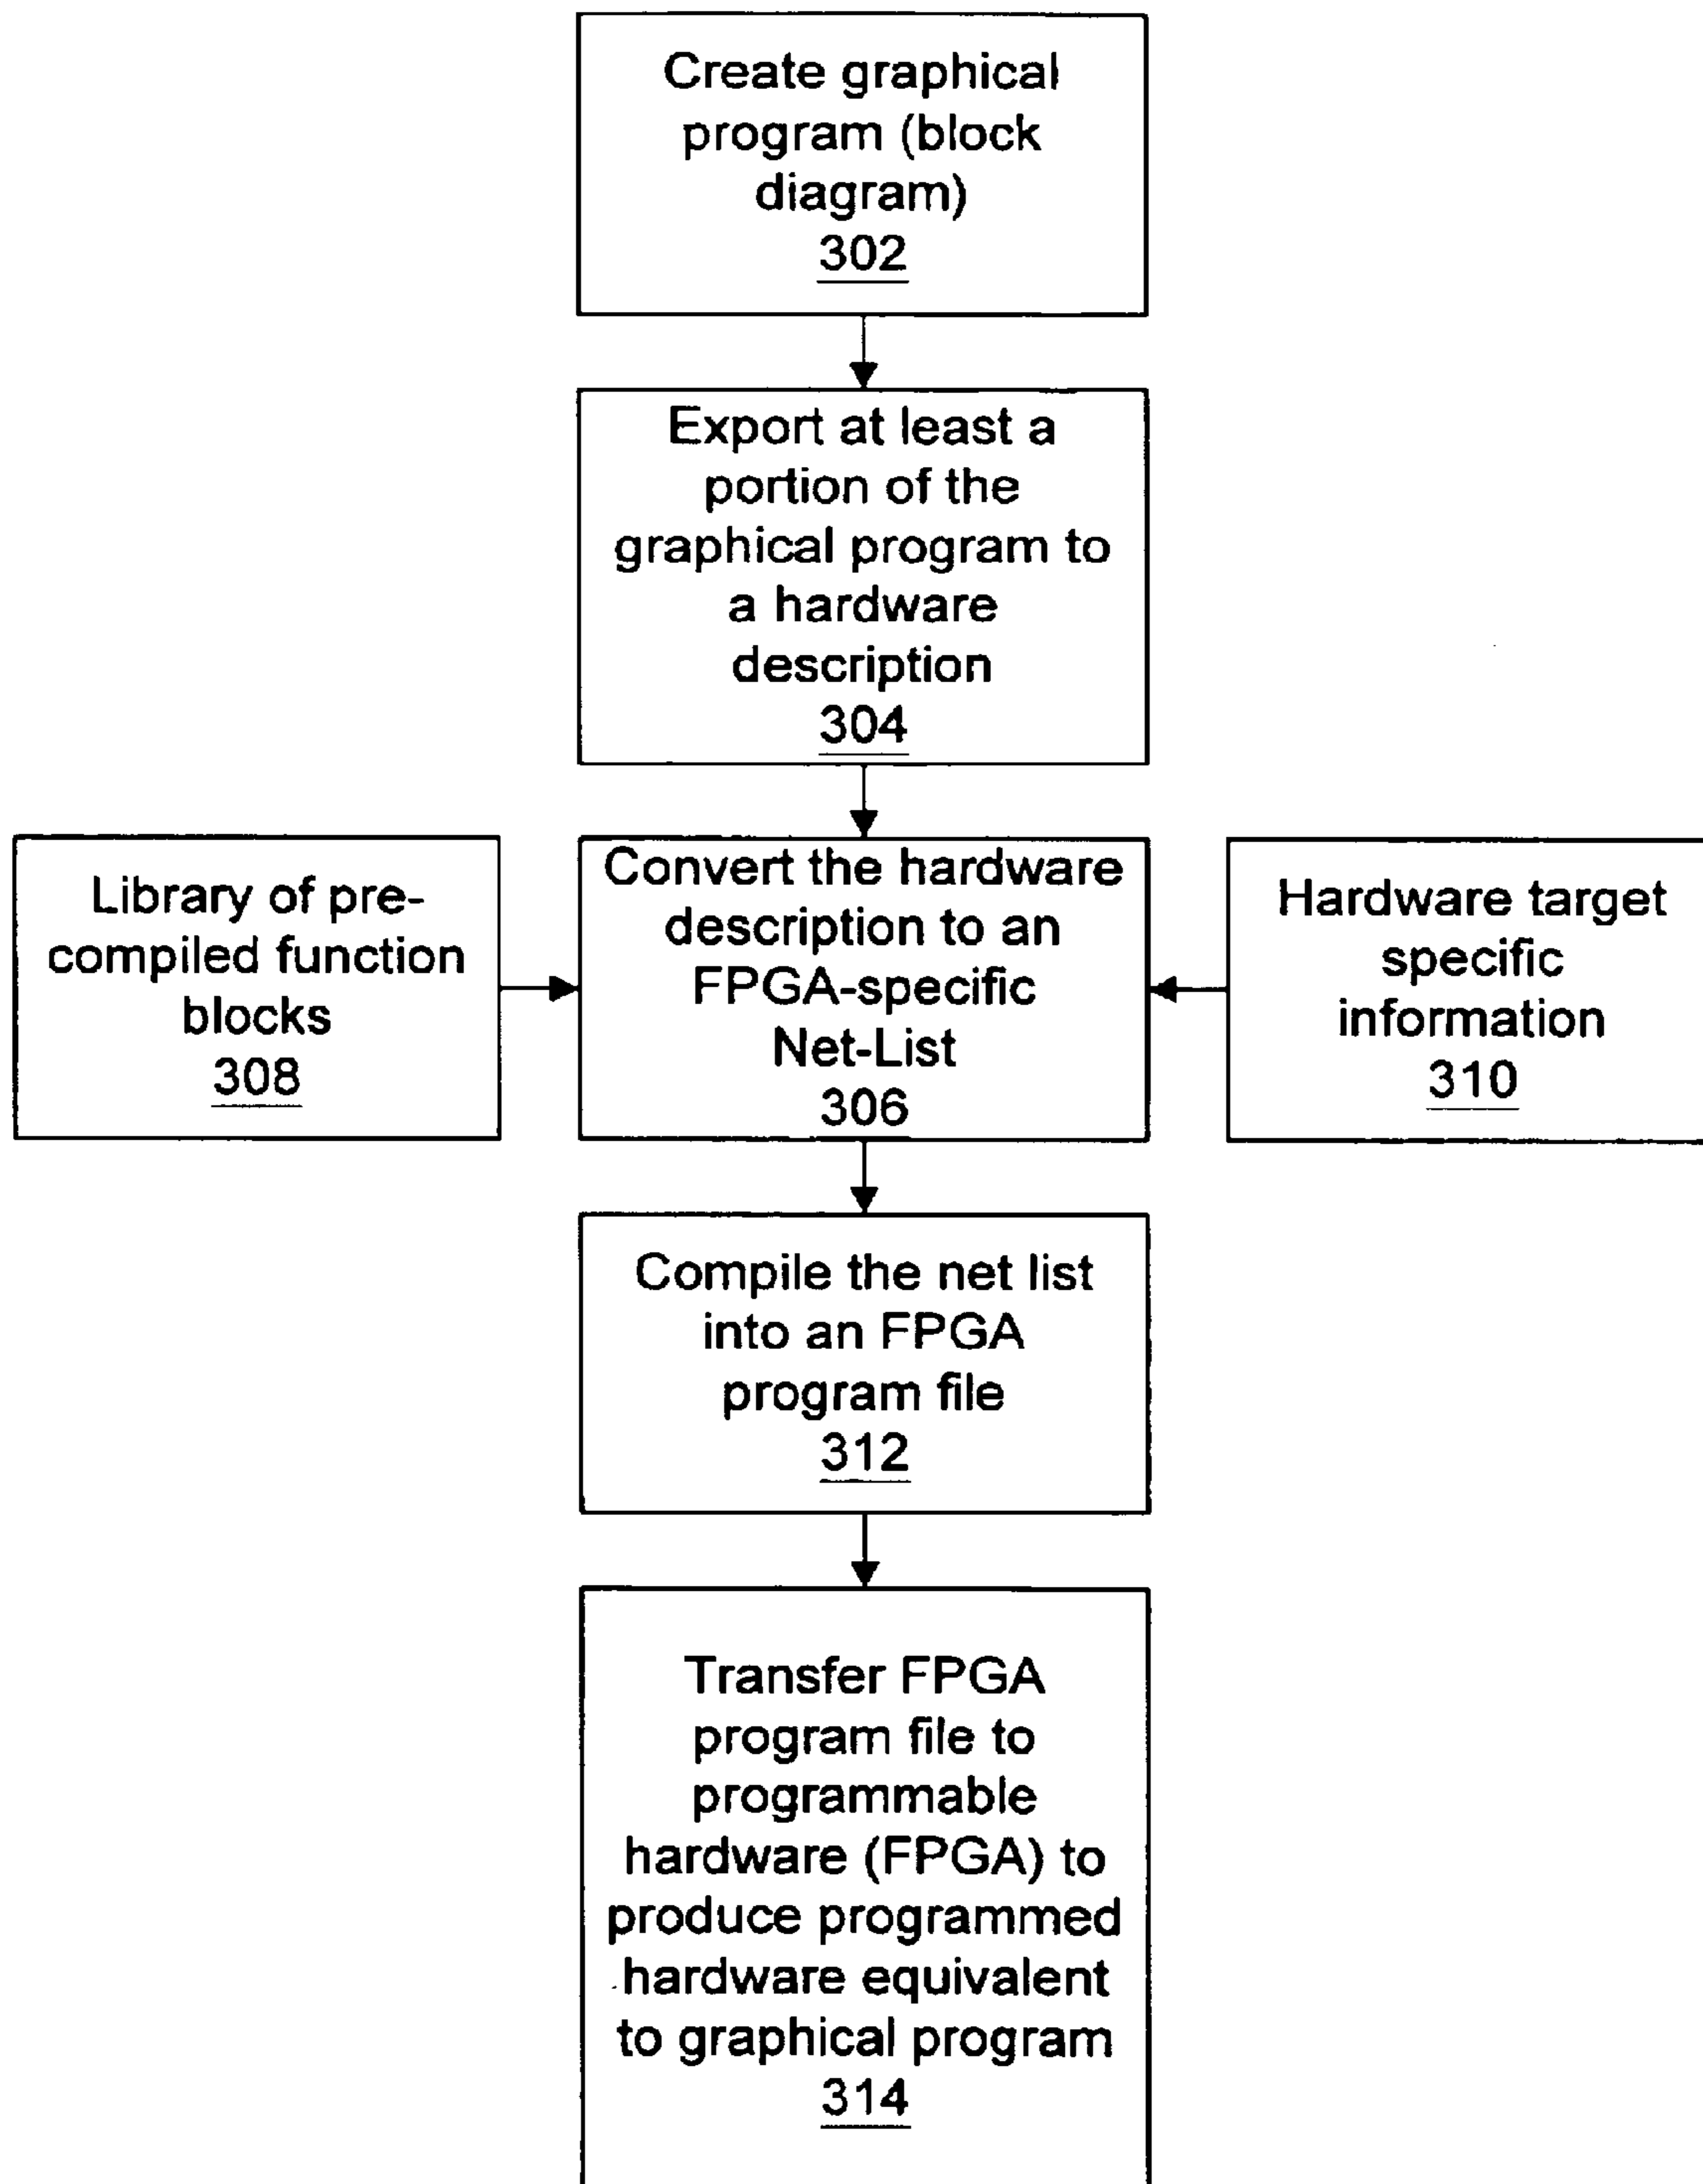 Create graphical
program (block
diagram)
302
Export at least a
portion of the
graphical program to
a hardware
description
304
Library of pre-
compiled function
blocks
308
Convert the hardware
description to an
FPGA-specific
Net-List
306
Hardware target
specific
information
310
Compile the net list
into an FPGA
program file
312
Transfer FPGA
program file to
programmable
hardware (FPGA) to
produce programmed
hardware equivalent
to graphical program
314